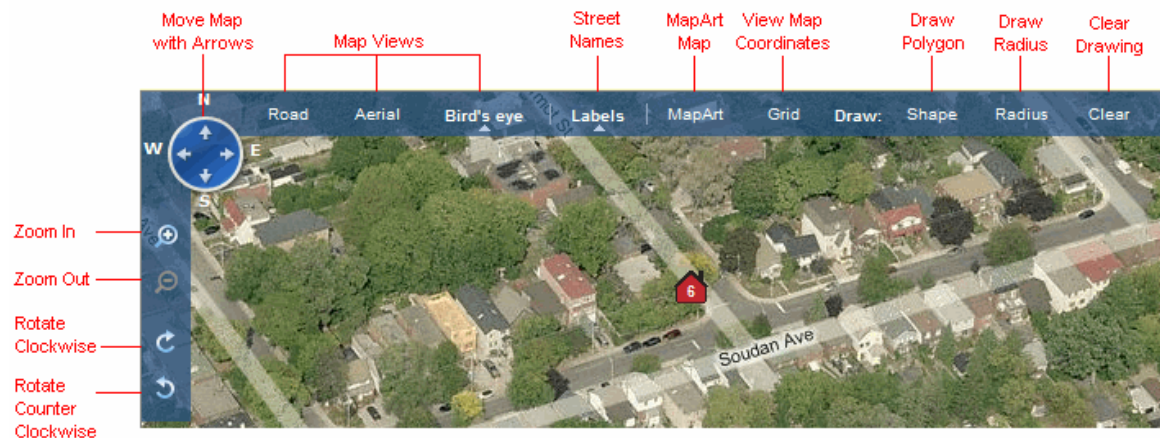 Move Map
with Arrows
Map Views
Street
Names
MapArt
Map
View Map
Coordinates
Draw
Polygon
Draw
Radius
Clear
Drawing
N
Road
Aerial
Bird's eye
Labels
MapArt
Grid
Draw:
Shape
Radius
Clear
W
E
S
Ave
Zoom In
Zoom Out
6
Rotate
Clockwise
Soudan Ave
Rotate
Counter
Clockwise